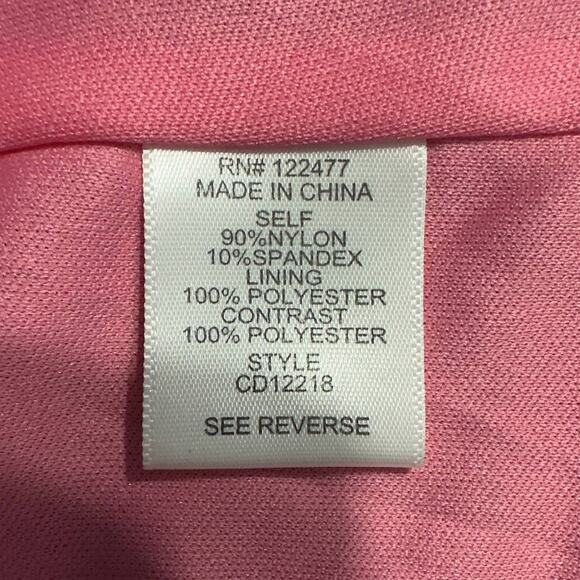 RN# 122477
MADE IN CHINA
SELF
90%NYLON
10%SPANDEX
LINING
100% POLYESTER
CONTRAST
100% POLYESTER
STYLE
CD12218
SEE REVERSE